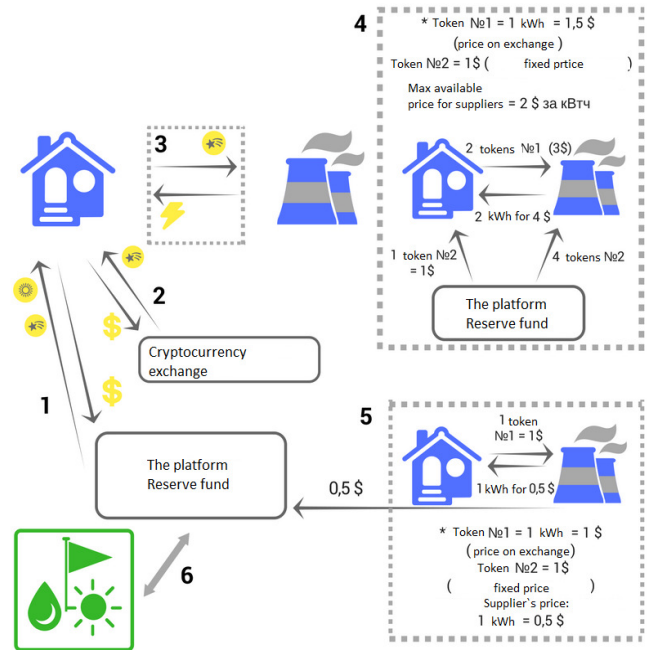 4
* Token №1 = 1 kWh = 1,5 $
(price on exchange)
Token №2 = 1$ ( fixed prtice )
Max available
price for suppliers = 2 $ за кВтч
2 tokens №1 (3$)
2 kWh for 4 $
1 token №2
= 1$
4 tokens №2
The platform
Reserve fund
3
2
$
Cryptocurrency
exchange
$
1
The platform
Reserve fund
0,5 $
6
5
1 token
№1 = 1$
1 kWh for 0,5 $
* Token №1 = 1 kWh = 1 $
(price on exchange)
Token №2 = 1$
( fixed price )
Supplier`s price:
1 kWh = 0,5 $